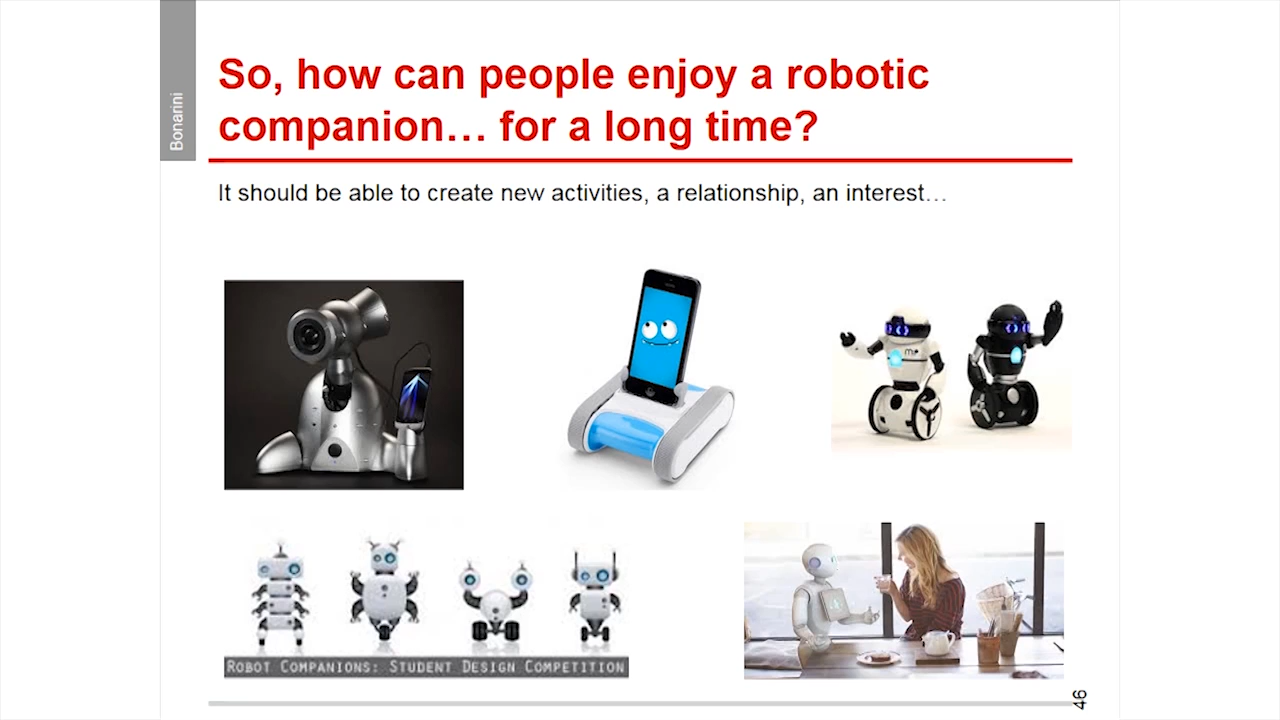 Bonarini
So, how can people enjoy a robotic
companion… for a long time?
It should be able to create new activities, a relationship, an interest…
ROBOT COMPANIONS: STUDENT DESIGN COMPETITION
46